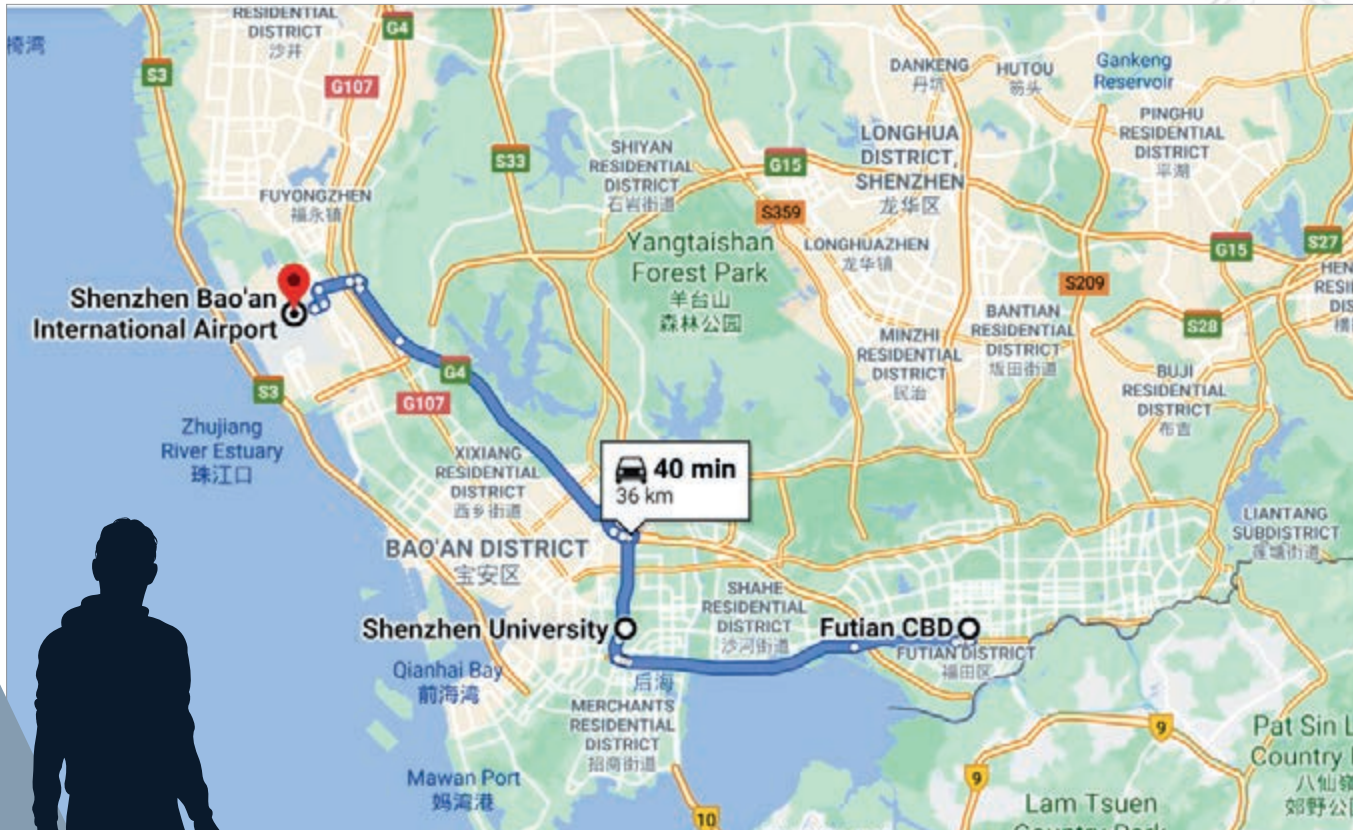 椅湾
RESIDENTIAL
DISTRICT
沙井
G4
S3
G107
DANKENG
丹坑
HUTOU
Gankeng
Reservoir
PINGHU
RESIDENTIAL
DISTRICT
平湖
LONGHUA
DISTRICT,
SHENZHEN
龙华区
SHIYAN
RESIDENTIAL
DISTRICT
石岩街道
S33
G15
S359
FUYONGZHEN
福永镇
Yangtaishan
Forest Park
羊台山
森林公园
LONGHUAZHEN
龙华镇
G15
S27
S209
Shenzhen Bao'an
International Airport
BANTIAN
RESIDENTIAL
DISTRICT
坂田街道
S28
MINZHI
RESIDENTIAL
DISTRICT
民治
BUJI
RESIDENTIAL
DISTRICT
布吉
G4
S3
G107
Zhujiang
River Estuary
珠江口
XIXIANG
RESIDENTIAL
DISTRICT
西乡街道
40 min
36 km
LIANTANG
SUBDISTRICT
莲塘街道
BAO'AN DISTRICT
宝安区
SHAHE
RESIDENTIAL
DISTRICT
沙河街道
Shenzhen University
Futian CBD
FUTIAN DISTRICT
福田区
Qianhai Bay
前海湾
后海
MERCHANTS
RESIDENTIAL
DISTRICT
招商街道
Mawan Port
妈湾港
9
9
10
Pat Sin
Country
八仙嶺
郊野公
Lam Tsuen